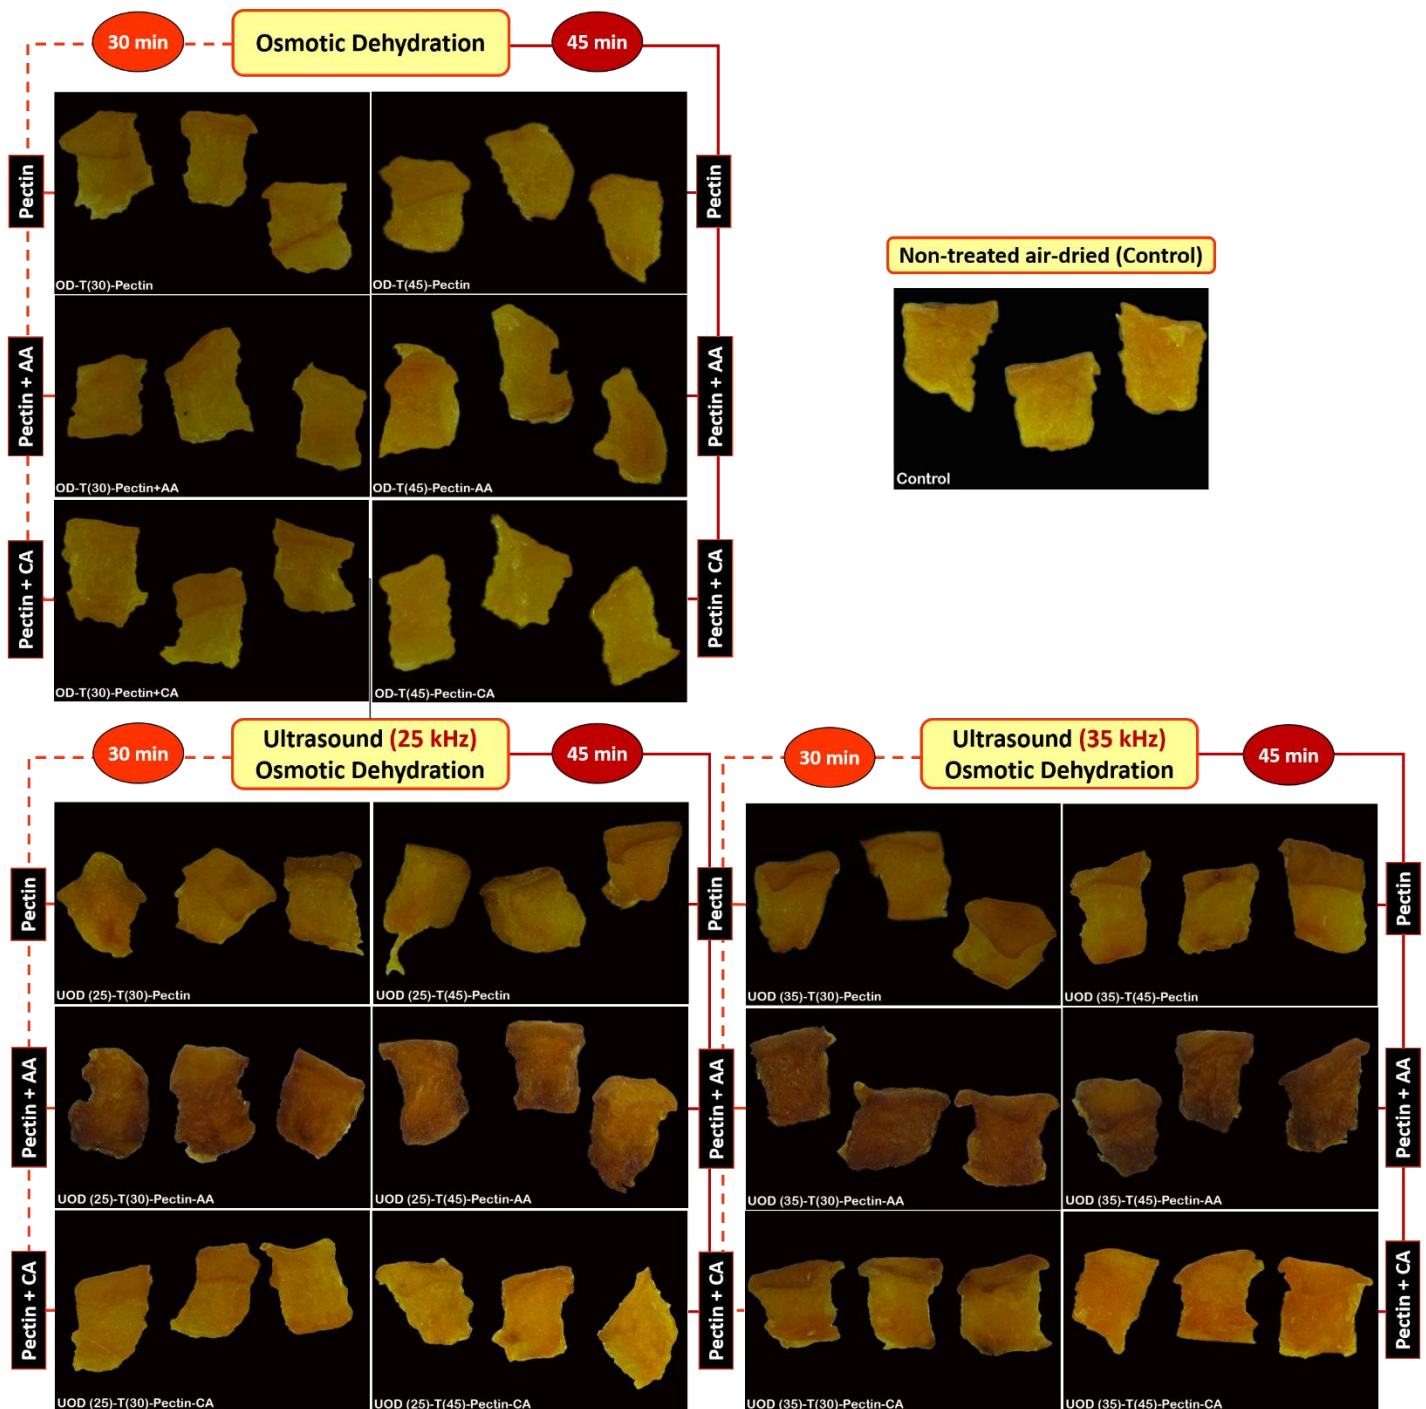 30 min
Osmotic Dehydration
45 min
Pectin
OD-T(30)-Pectin
OD-T(45)-Pectin
Pectin
Pectin + AA
OD-T(30)-Pectin+AA
OD-T(45)-Pectin-AA
Pectin + AA
Pectin + CA
OD-T(30)-Pectin+CA
OD-T(45)-Pectin-CA
Pectin + CA
Non-treated air-dried (Control)
Control
30 min
Ultrasound (25 kHz)
Osmotic Dehydration
45 min
Pectin
UOD (25)-T(30)-Pectin
UOD (25)-T(45)-Pectin
Pectin
Pectin + AA
UOD (25)-T(30)-Pectin-AA
UOD (25)-T(45)-Pectin-AA
Pectin + AA
Pectin + CA
UOD (25)-T(30)-Pectin-CA
UOD (25)-T(45)-Pectin-CA
Pectin + CA
30 min
Ultrasound (35 kHz)
Osmotic Dehydration
45 min
UOD (35)-T(30)-Pectin
UOD (35)-T(45)-Pectin
Pectin
UOD (35)-T(30)-Pectin-AA
UOD (35)-T(45)-Pectin-AA
Pectin + AA
UOD (35)-T(30)-Pectin-CA
UOD (35)-T(45)-Pectin-CA
Pectin + CA